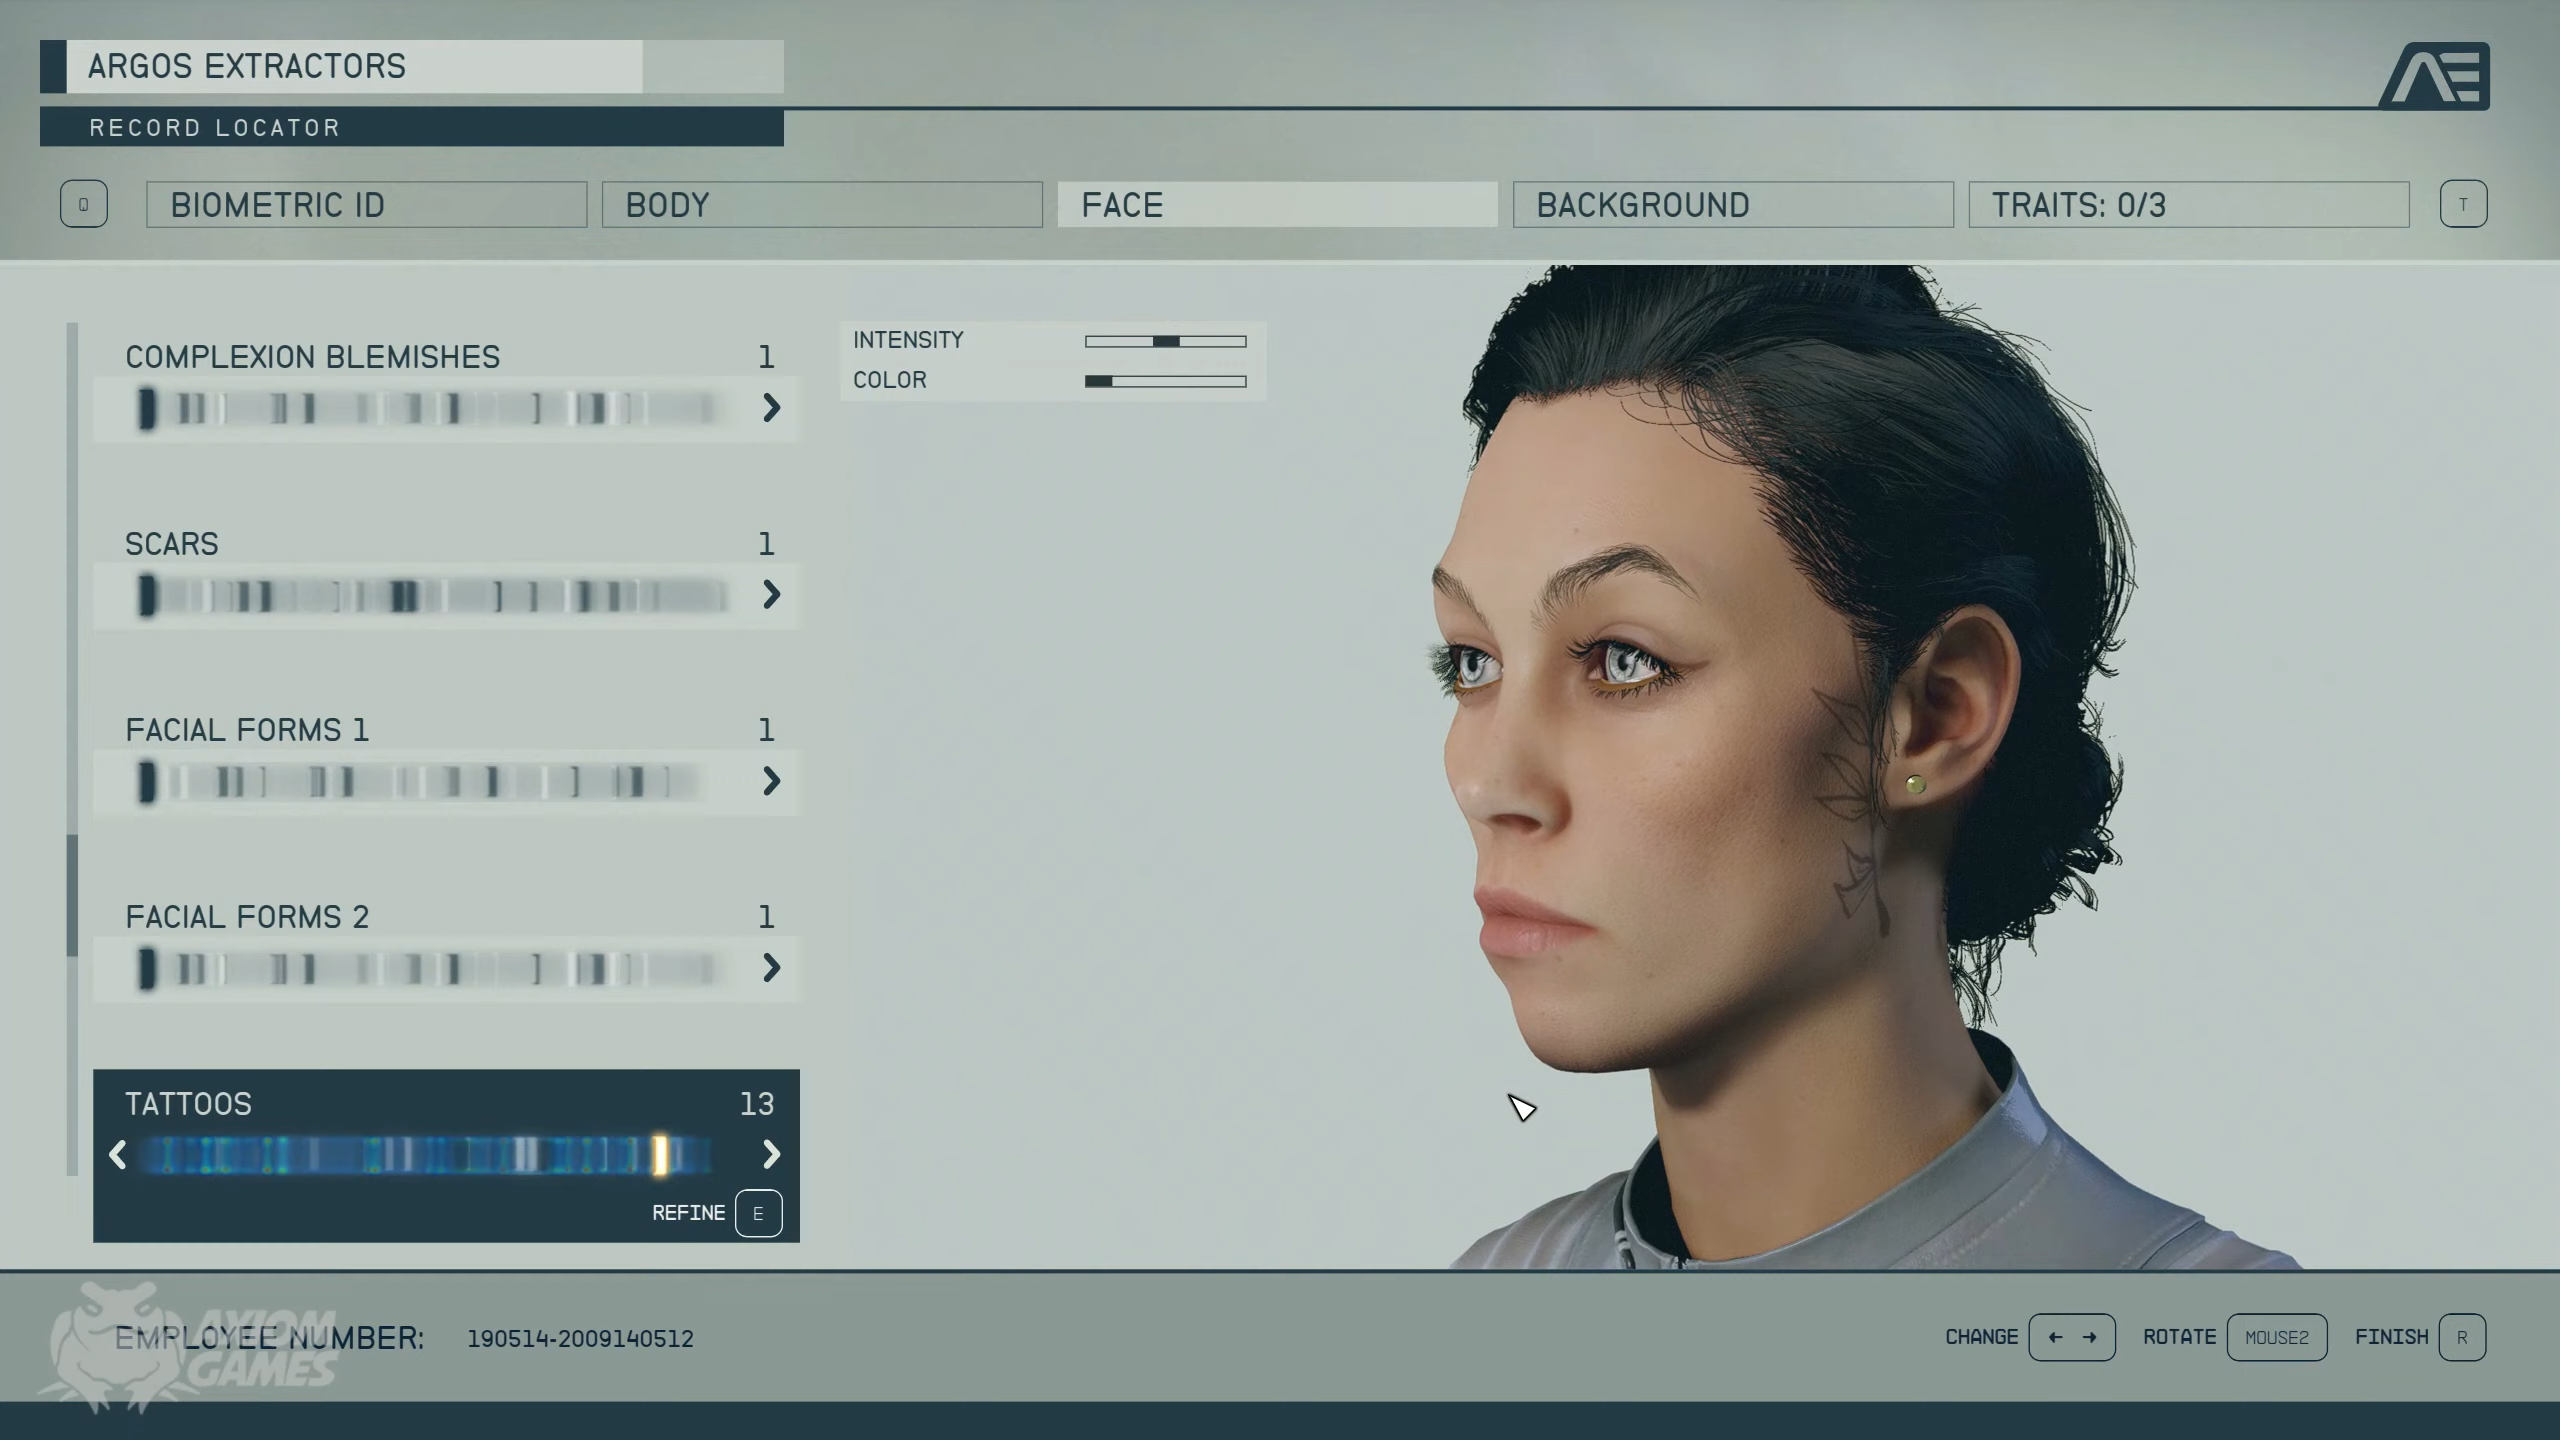 ARGOS EXTRACTORS
RECORD LOCATOR
Q BIOMETRIC ID BODY FACE BACKGROUND TRAITS: 0/3 T
COMPLEXION BLEMISHES 1
INTENSITY
COLOR
SCARS 1
FACIAL FORMS 1 1
FACIAL FORMS 2 1
TATTOOS 13
REFINE E
EMPLOYEE NUMBER: 190514-2009140512
AXIOM
GAMES
CHANGE ← → ROTATE MOUSE2 FINISH R